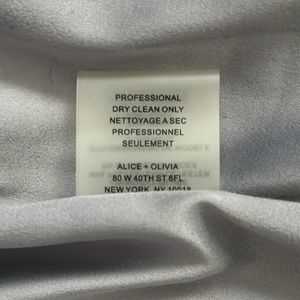 PROFESSIONAL
DRY CLEAN ONLY
NETTOYAGE A SEC
PROFESSIONNEL
SEULEMENT
ALICE + OLIVIA
80 W 40TH ST.6FL
NEW YORK, NY 10018